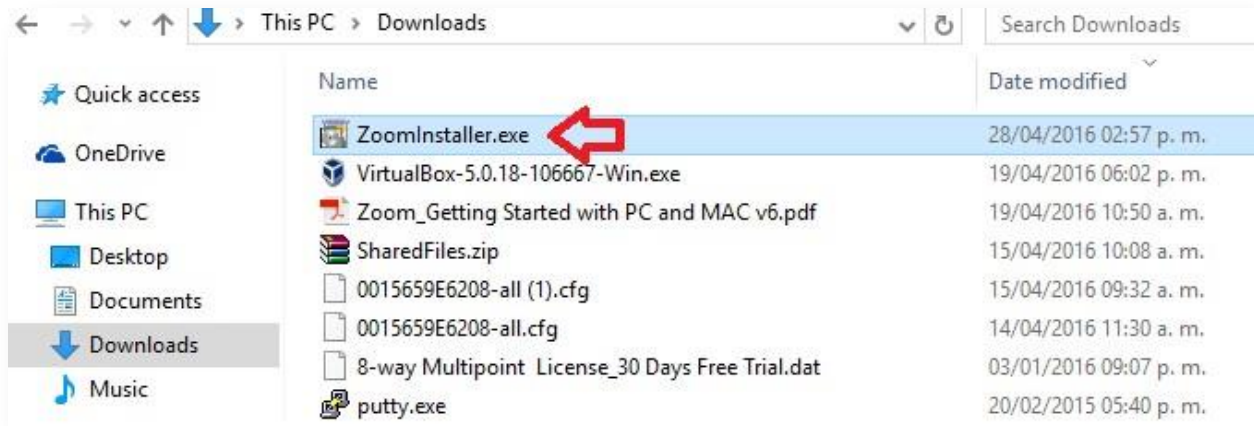 This PC > Downloads
Search Downloads
Quick access
OneDrive
This PC
Desktop
Documents
Downloads
Music
Name Date modified
ZoomInstaller.exe 28/04/2016 02:57 p. m.
VirtualBox-5.0.18-106667-Win.exe 19/04/2016 06:02 p. m.
Zoom_Getting Started with PC and MAC v6.pdf 19/04/2016 10:50 a. m.
SharedFiles.zip 15/04/2016 10:08 a. m.
0015659E6208-all (1).cfg 15/04/2016 09:32 a. m.
0015659E6208-all.cfg 14/04/2016 11:30 a. m.
8-way Multipoint  License_30 Days Free Trial.dat 03/01/2016 09:07 p. m.
putty.exe 20/02/2015 05:40 p. m.